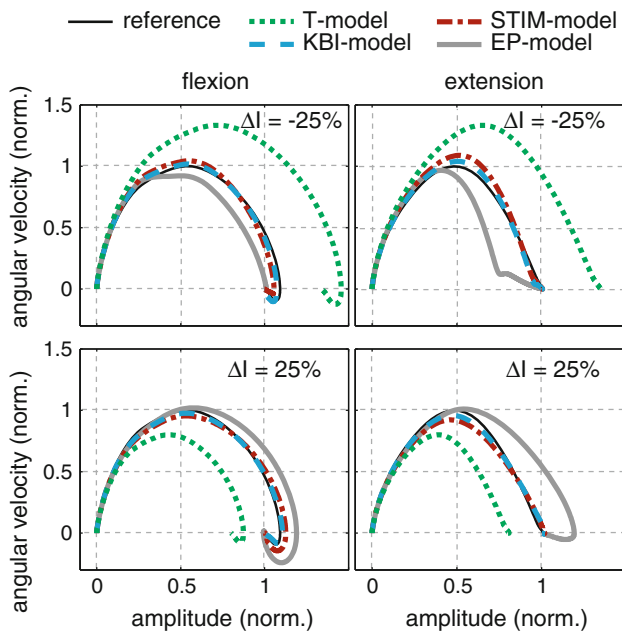 reference T-model STIM-model
KBI-model EP-model
flexion extension
1.5 ΔI = -25% ΔI = -25%
1
0.5
0
angular velocity (norm.)
1.5 ΔI = 25% ΔI = 25%
1
0.5
0
angular velocity (norm.)
0 0.5 1 0 0.5 1
amplitude (norm.) amplitude (norm.)